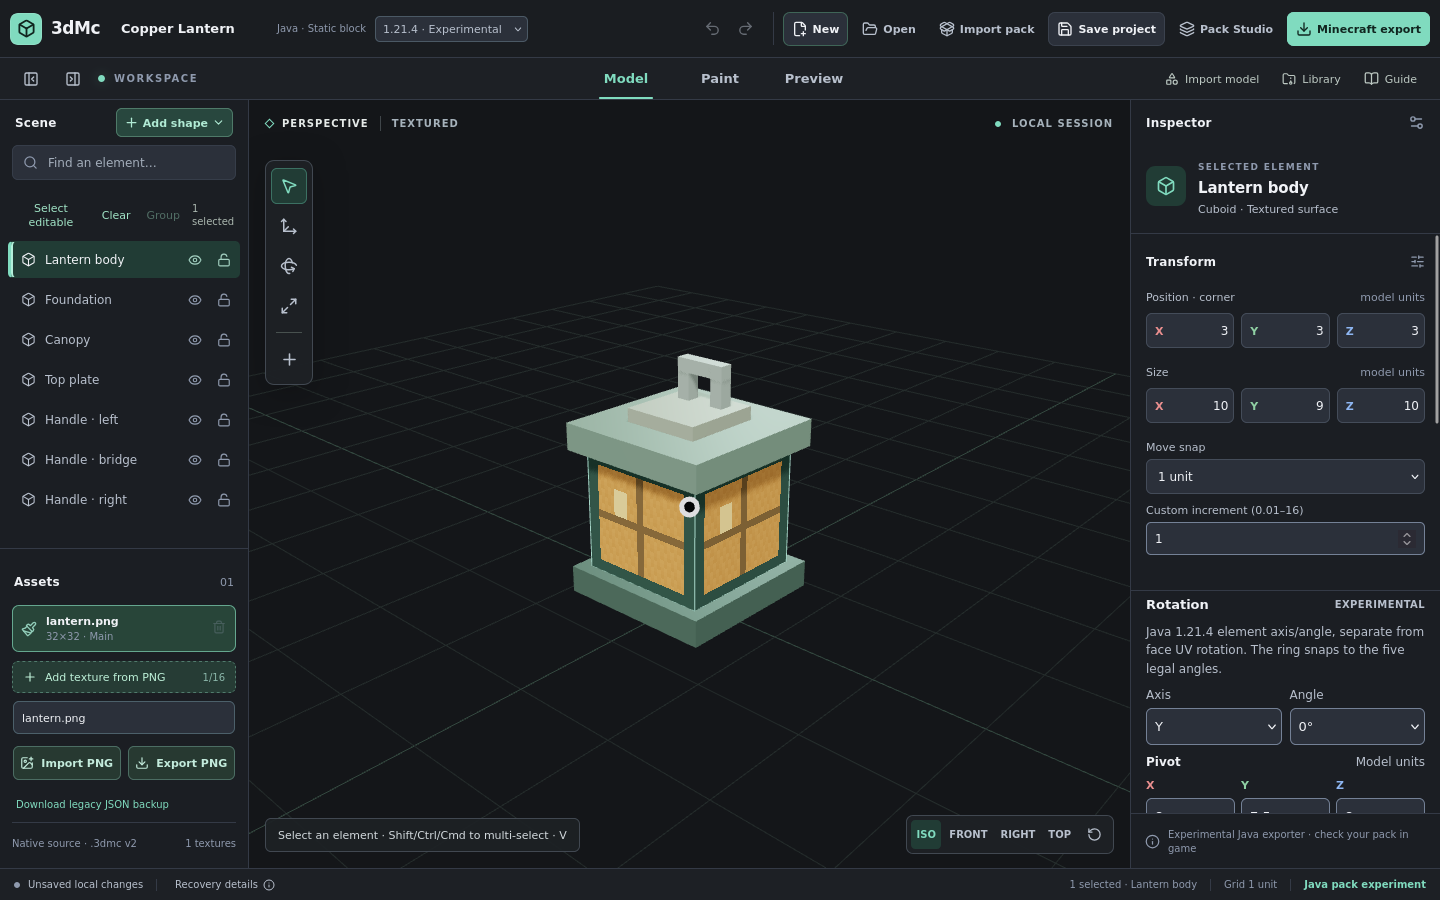 3dMc
Copper Lantern
Java · Static block
1.21.4 · Experimental
New
Open
Import pack
Save project
Pack Studio
Minecraft export
WORKSPACE
Model
Paint
Preview
Import model
Library
Guide
Scene
Add shape
Find an element...
Select
editable
Clear
Group
1
selected
Lantern body
Foundation
Canopy
Top plate
Handle · left
Handle · bridge
Handle · right
Assets
01
lantern.png
32×32 · Main
Add texture from PNG
1/16
lantern.png
Import PNG
Export PNG
Download legacy JSON backup
Native source · .3dmc v2
1 textures
PERSPECTIVE
TEXTURED
LOCAL SESSION
Select an element · Shift/Ctrl/Cmd to multi-select · V
ISO
FRONT
RIGHT
TOP
Inspector
SELECTED ELEMENT
Lantern body
Cuboid · Textured surface
Transform
Position · corner
model units
X 3
Y 3
Z 3
Size
model units
X 10
Y 9
Z 10
Move snap
1 unit
Custom increment (0.01–16)
1
Rotation
EXPERIMENTAL
Java 1.21.4 element axis/angle, separate from
face UV rotation. The ring snaps to the five
legal angles.
Axis
Angle
Y
0°
Pivot
Model units
X
Y
Z
Experimental Java exporter · check your pack in
game
Unsaved local changes
Recovery details
1 selected · Lantern body
Grid 1 unit
Java pack experiment